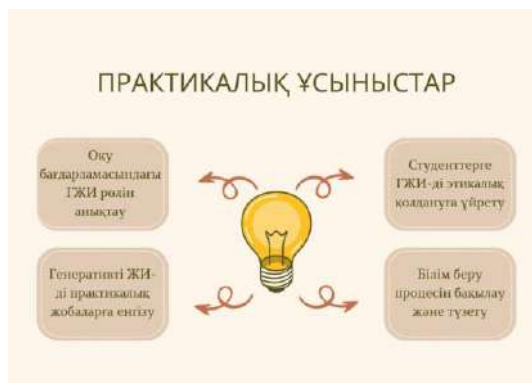 ПРАКТИКАЛЫҚ ҰСЫНЫСТАР
Оқу
бағдарламасындағы
ГЖИ рөлін
анықтау
Студенттерге
ГЖИ-ді этикалық
қолдануға үйрету
Генеративті ЖИ-
ді практикалық
жобаларға енгізу
Білім беру
процесін бақылау
және түзету